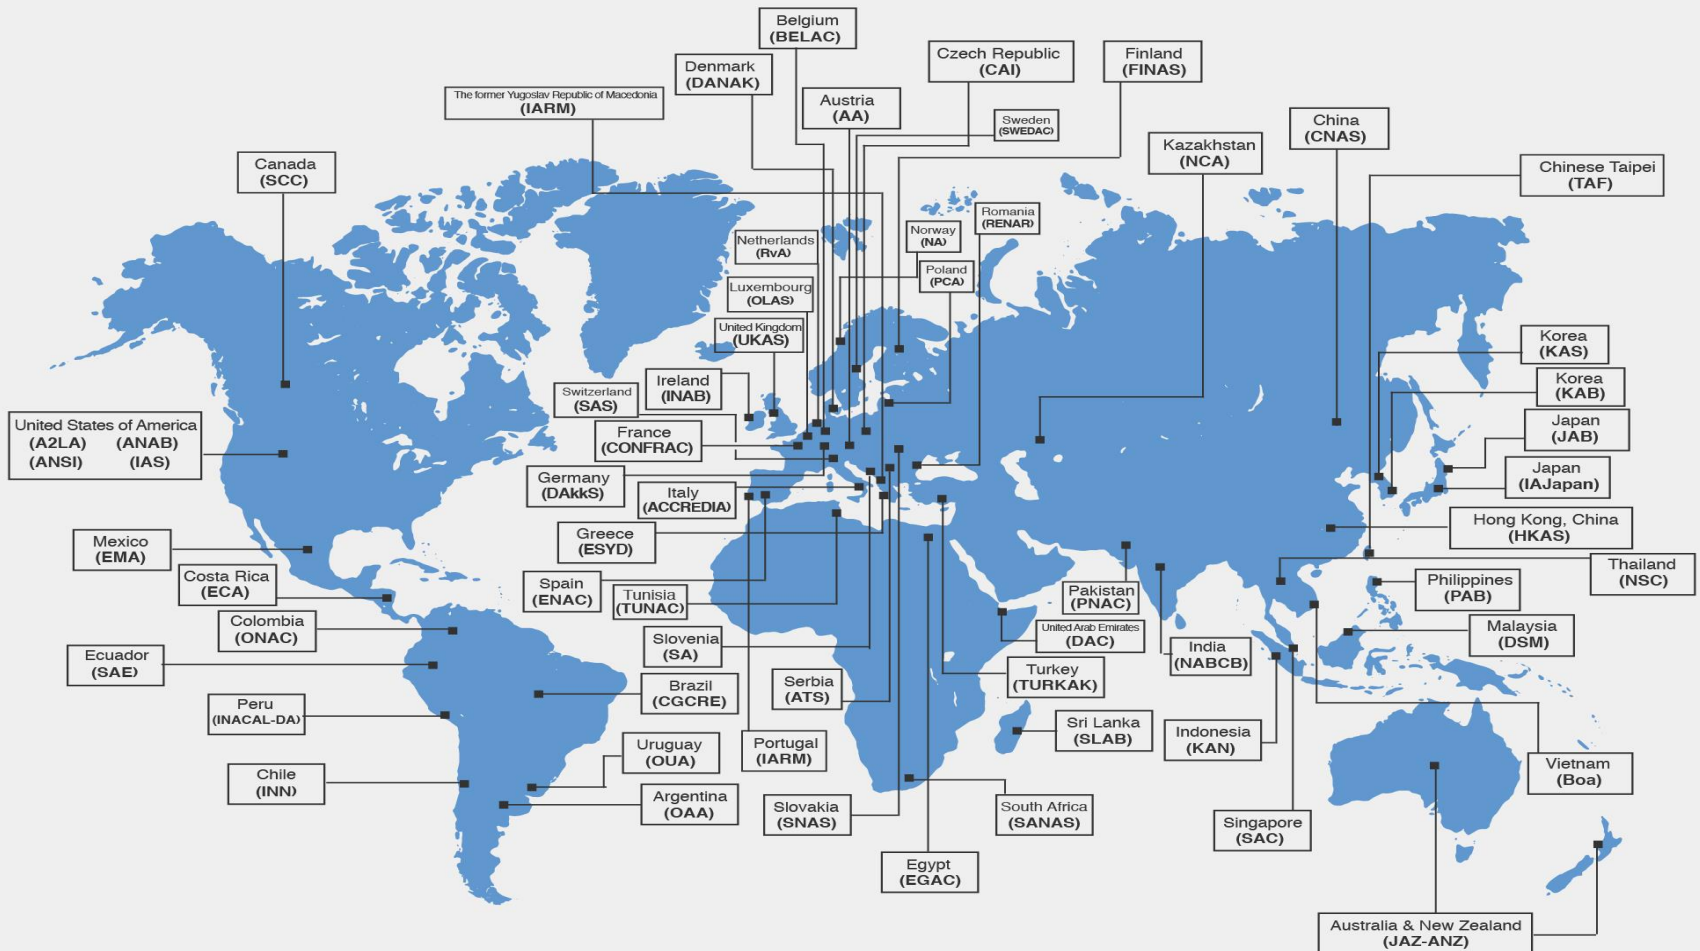 Belgium
(BELAC)
Denmark
(DANAK)
Czech Republic
(CAI)
Finland
(FINAS)
The former Yugoslav Republic of Macedonia
(IARM)
Austria
(AA)
Sweden
(SWEDAC)
China
(CNAS)
Kazakhstan
(NCA)
Canada
(SCC)
Chinese Taipei
(TAF)
Romania
(RENAR)
Netherlands
(RvA)
Norway
(NA)
Poland
(PCA)
Luxembourg
(OLAS)
United Kingdom
(UKAS)
Korea
(KAS)
Ireland
(INAB)
Switzerland
(SAS)
Korea
(KAB)
United States of America
(A2LA) (ANAB)
(ANSI) (IAS)
France
(CONFRAC)
Japan
(JAB)
Germany
(DAkkS)
Italy
(ACCREDIA)
Japan
(IAJapan)
Hong Kong, China
(HKAS)
Mexico
(EMA)
Greece
(ESYD)
Thailand
(NSC)
Costa Rica
(ECA)
Spain
(ENAC)
Tunisia
(TUNAC)
Pakistan
(PNAC)
Philippines
(PAB)
Colombia
(ONAC)
United Arab Emirates
(DAC)
Malaysia
(DSM)
Slovenia
(SA)
India
(NABCB)
Ecuador
(SAE)
Brazil
(CGCRE)
Serbia
(ATS)
Turkey
(TURKAK)
Peru
(INACAL-DA)
Sri Lanka
(SLAB)
Indonesia
(KAN)
Uruguay
(OUA)
Portugal
(IARM)
Vietnam
(Boa)
Chile
(INN)
Argentina
(OAA)
Slovakia
(SNAS)
South Africa
(SANAS)
Singapore
(SAC)
Egypt
(EGAC)
Australia & New Zealand
(JAZ-ANZ)